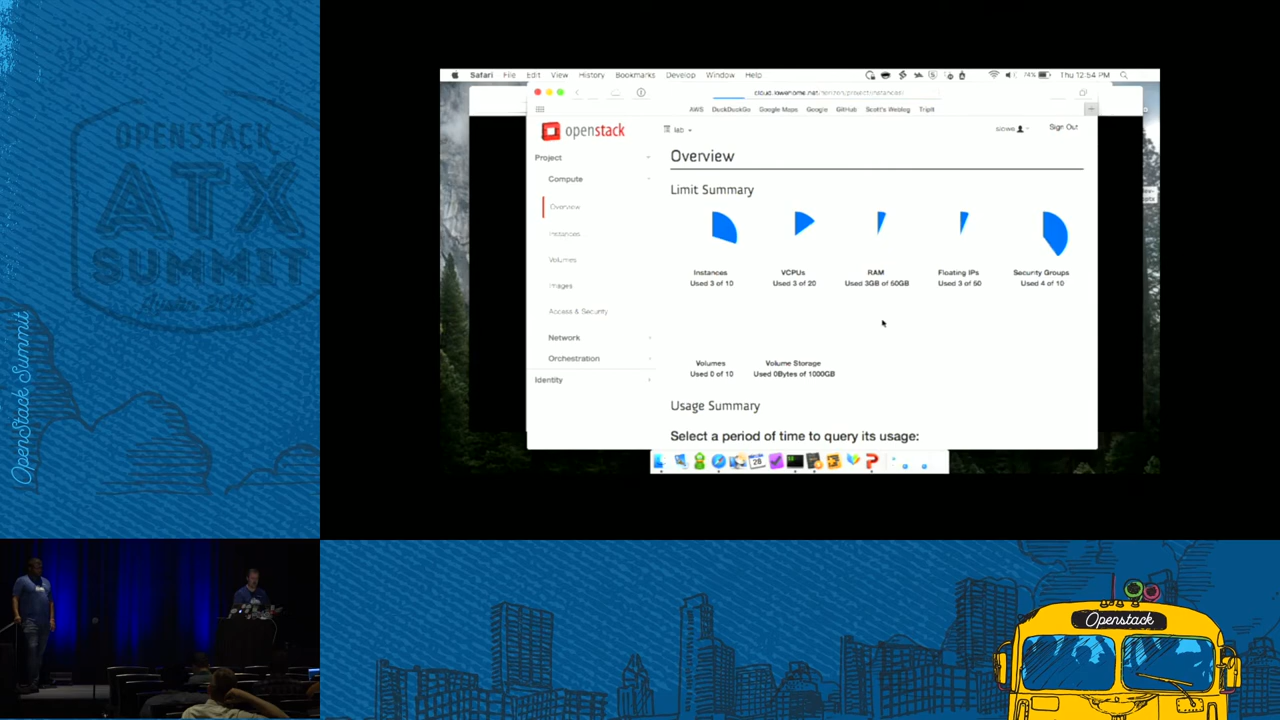 OPENSTACK
ATX
SUMMIT
OpenStack Summit
Safari File Edit View History Bookmarks Develop Window Help
74% Thu 12:54 PM
AWS DuckDuckGo Google Maps Google GitHub Scott's Weblog TripIt
openstack
lab
slowe
Sign Out
Project
Compute
Overview
Instances
Volumes
Images
Access & Security
Network
Orchestration
Identity
Overview
Limit Summary
Instances
Used 3 of 10
VCPUs
Used 3 of 20
RAM
Used 3GB of 50GB
Floating IPs
Used 3 of 50
Security Groups
Used 4 of 10
Volumes
Used 0 of 10
Volume Storage
Used 0Bytes of 1000GB
Usage Summary
Select a period of time to query its usage:
28
Openstack